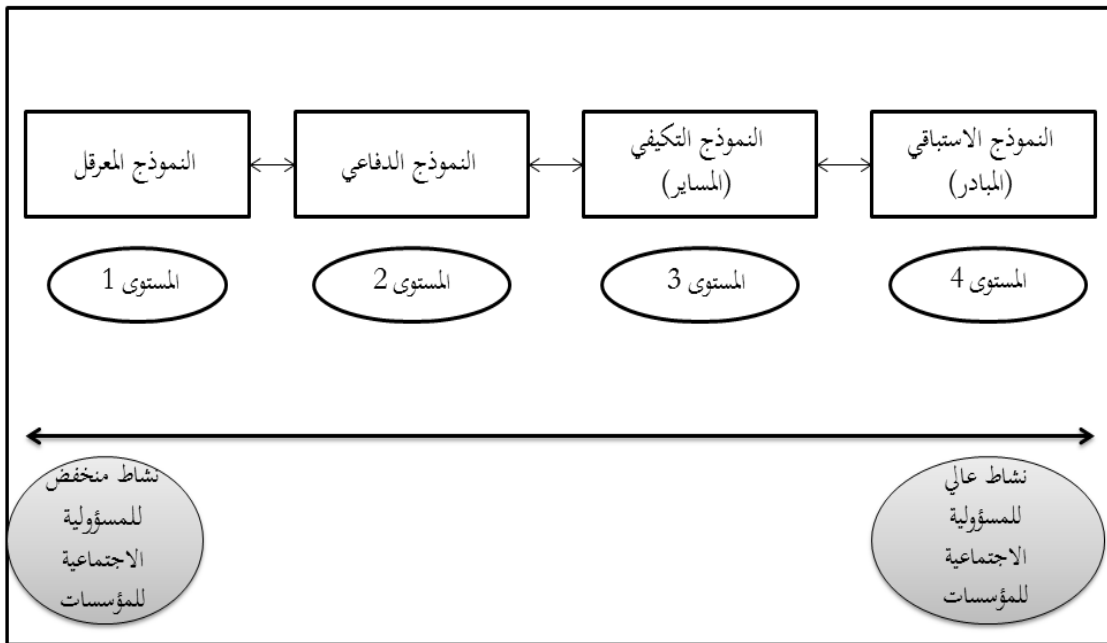 النموذج الاستباقي
(المبادر)
النموذج التكيفي
(المساير)
النموذج الدفاعي
النموذج المعرقل
المستوى 4
المستوى 3
المستوى 2
المستوى 1
نشاط عالي
للمسؤولية
الاجتماعية
للمؤسسات
نشاط منخفض
للمسؤولية
الاجتماعية
للمؤسسات